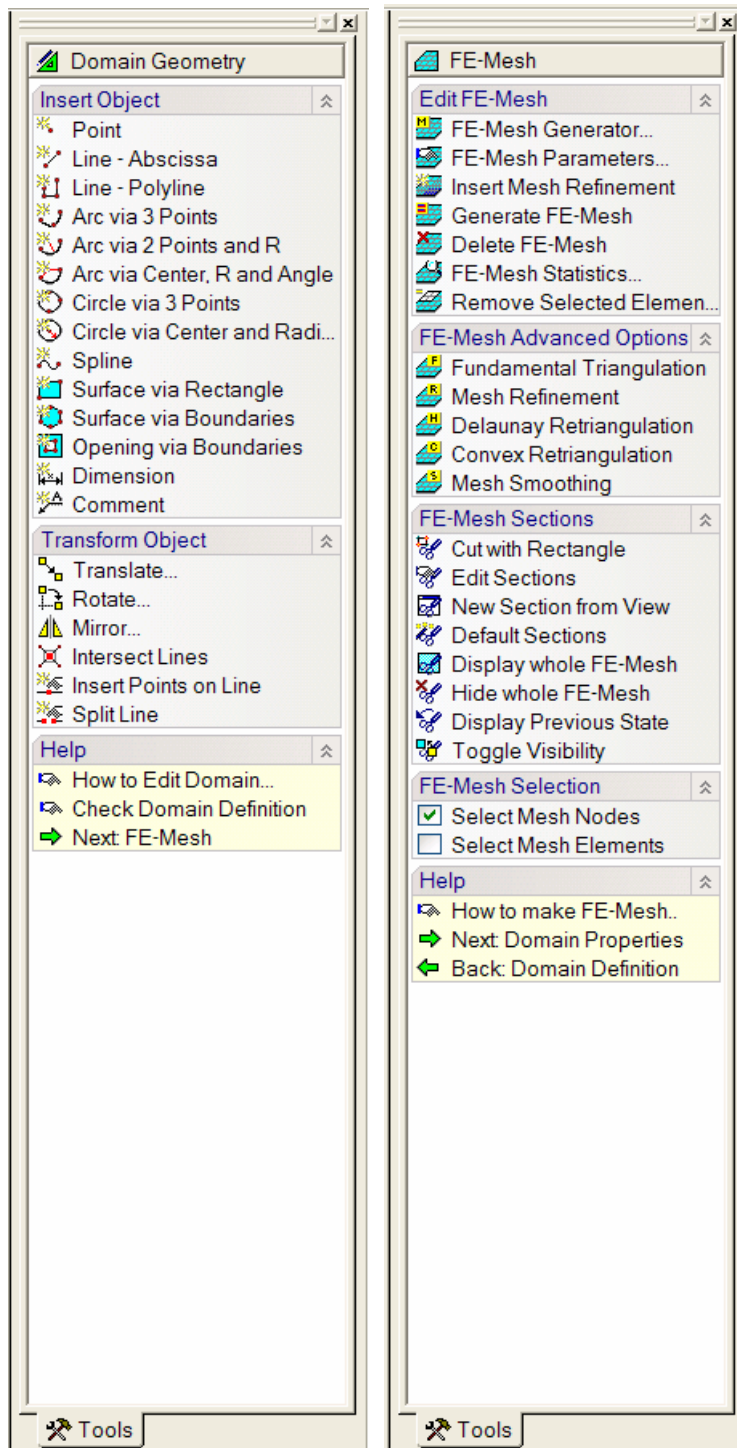 Domain Geometry
Insert Object
Point
Line - Abscissa
Line - Polyline
Arc via 3 Points
Arc via 2 Points and R
Arc via Center, R and Angle
Circle via 3 Points
Circle via Center and Radi...
Spline
Surface via Rectangle
Surface via Boundaries
Opening via Boundaries
Dimension
Comment
Transform Object
Translate...
Rotate...
Mirror...
Intersect Lines
Insert Points on Line
Split Line
Help
How to Edit Domain...
Check Domain Definition
Next: FE-Mesh
Tools
FE-Mesh
Edit FE-Mesh
FE-Mesh Generator...
FE-Mesh Parameters...
Insert Mesh Refinement
Generate FE-Mesh
Delete FE-Mesh
FE-Mesh Statistics...
Remove Selected Elemen...
FE-Mesh Advanced Options
Fundamental Triangulation
Mesh Refinement
Delaunay Retriangulation
Convex Retriangulation
Mesh Smoothing
FE-Mesh Sections
Cut with Rectangle
Edit Sections
New Section from View
Default Sections
Display whole FE-Mesh
Hide whole FE-Mesh
Display Previous State
Toggle Visibility
FE-Mesh Selection
Select Mesh Nodes
Select Mesh Elements
Help
How to make FE-Mesh..
Next: Domain Properties
Back: Domain Definition
Tools